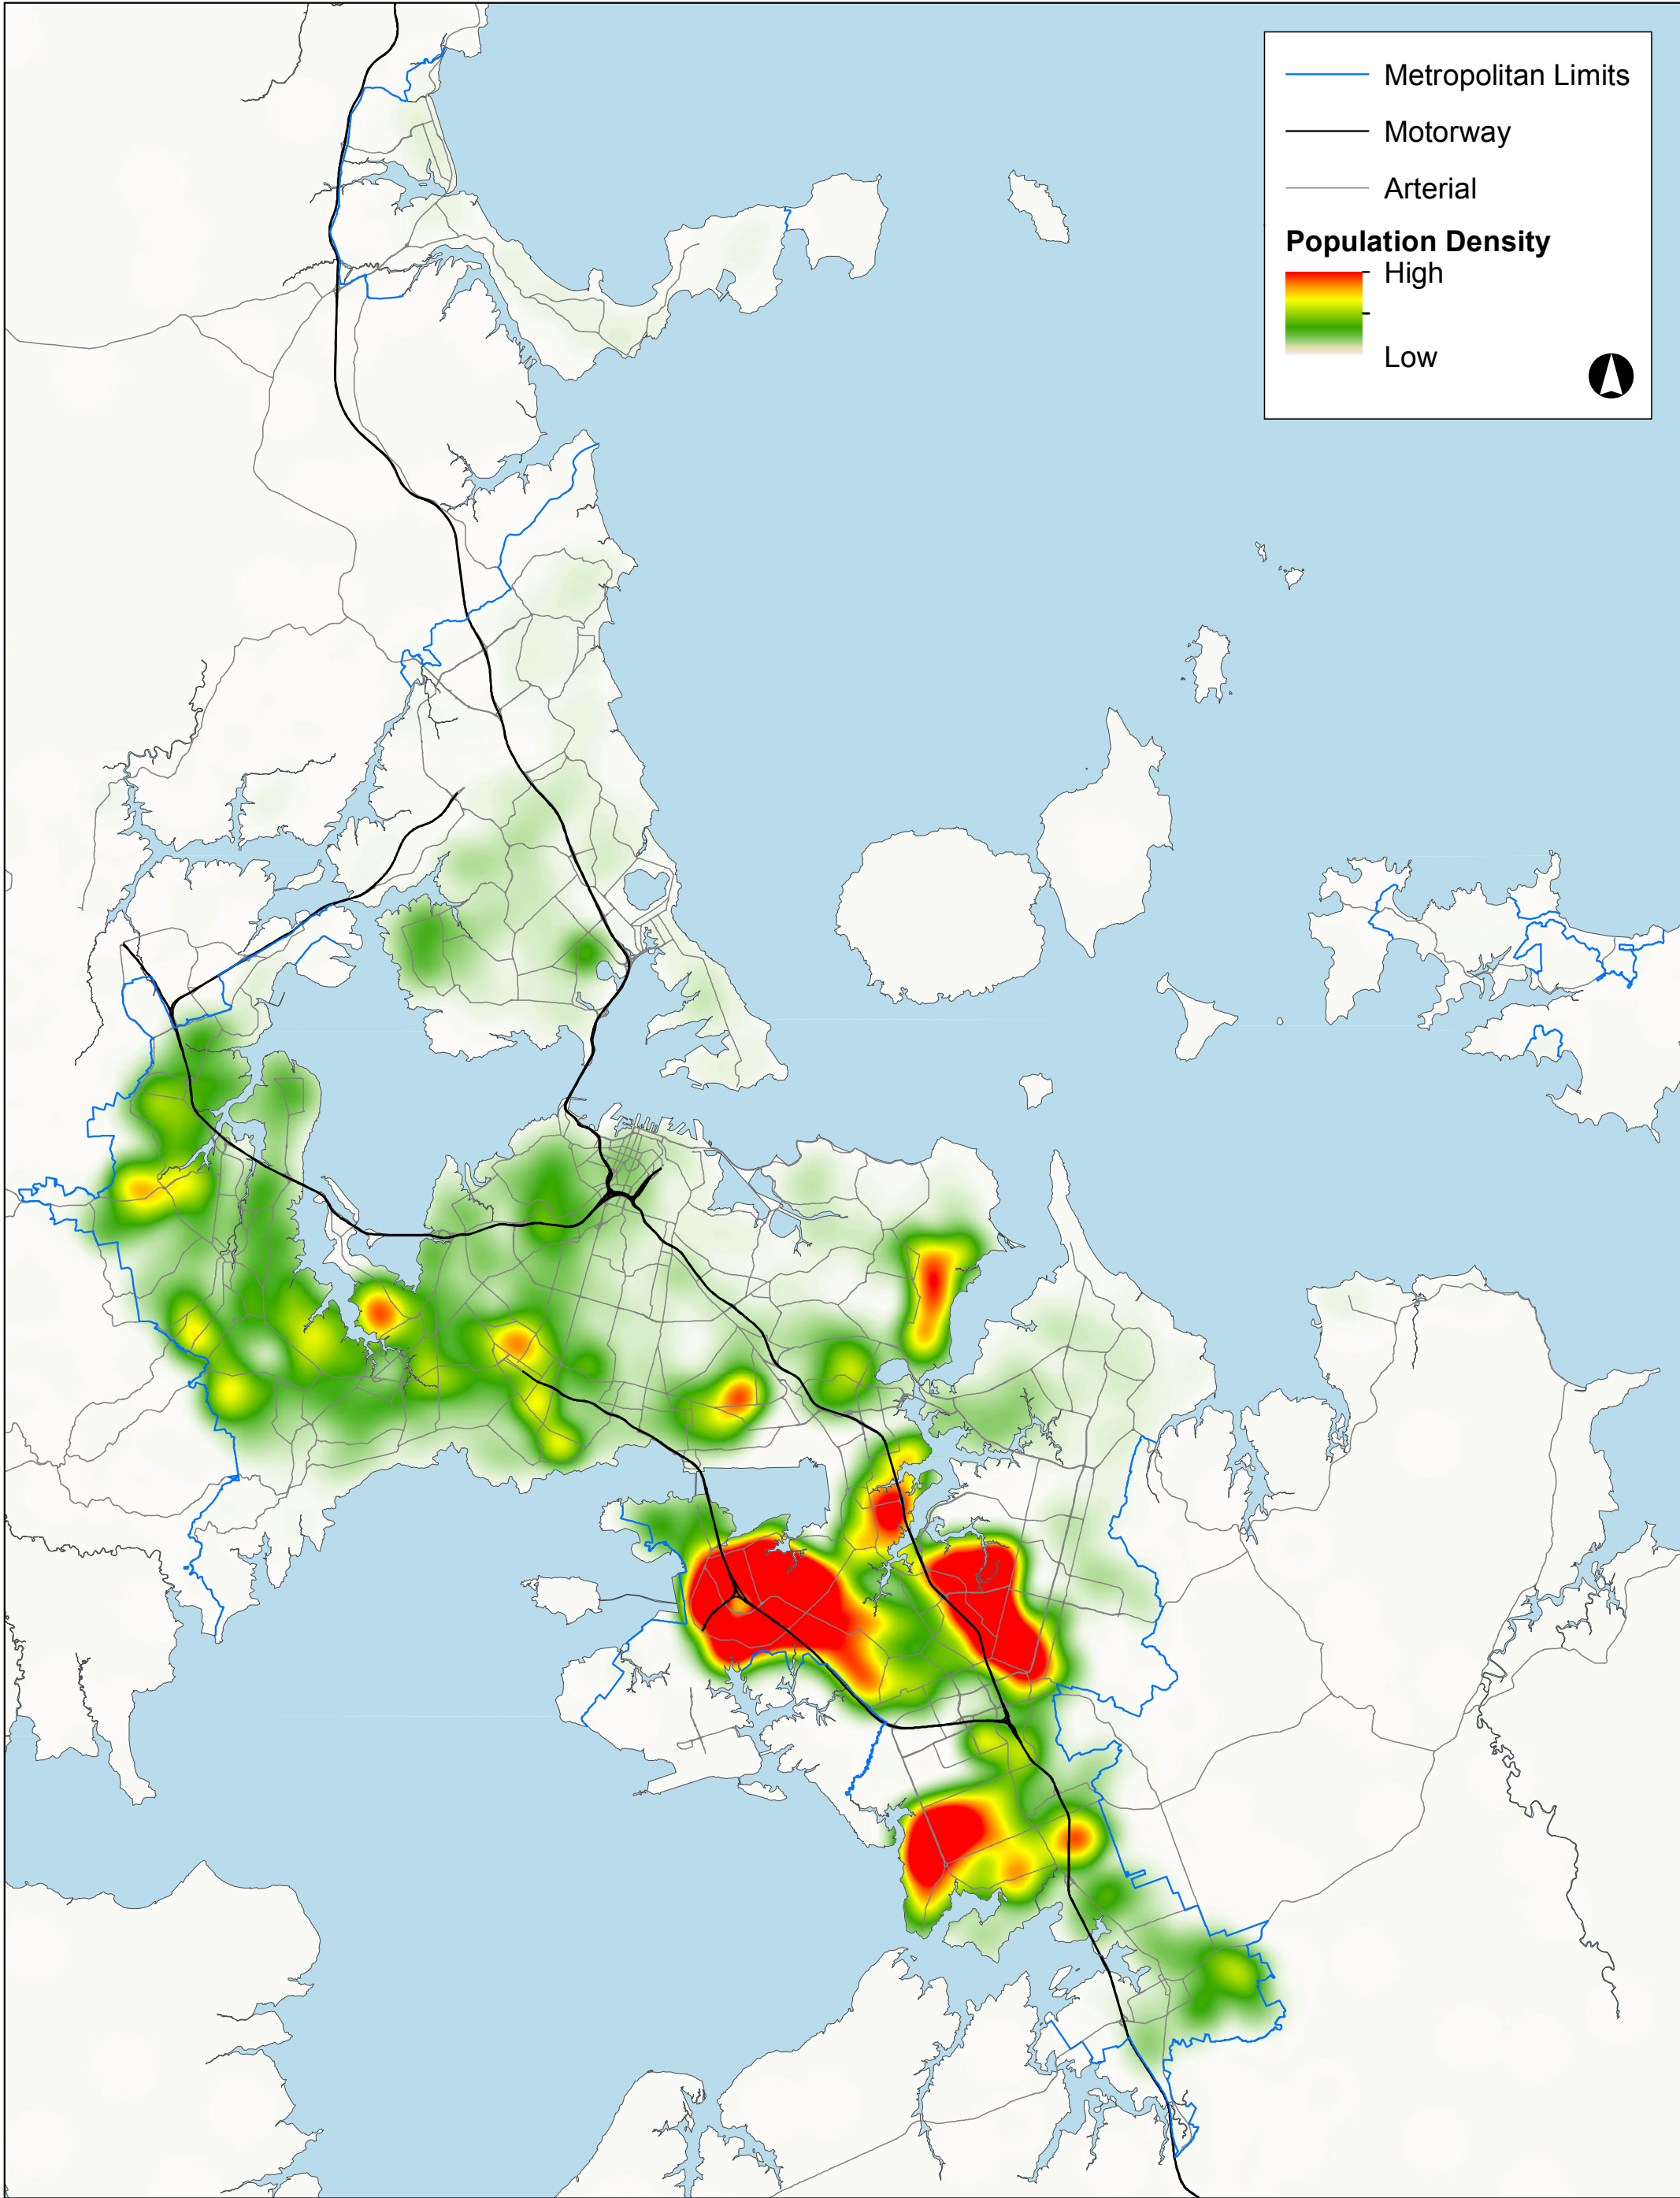 Metropolitan Limits
Motorway
Arterial
Population Density
High
Low